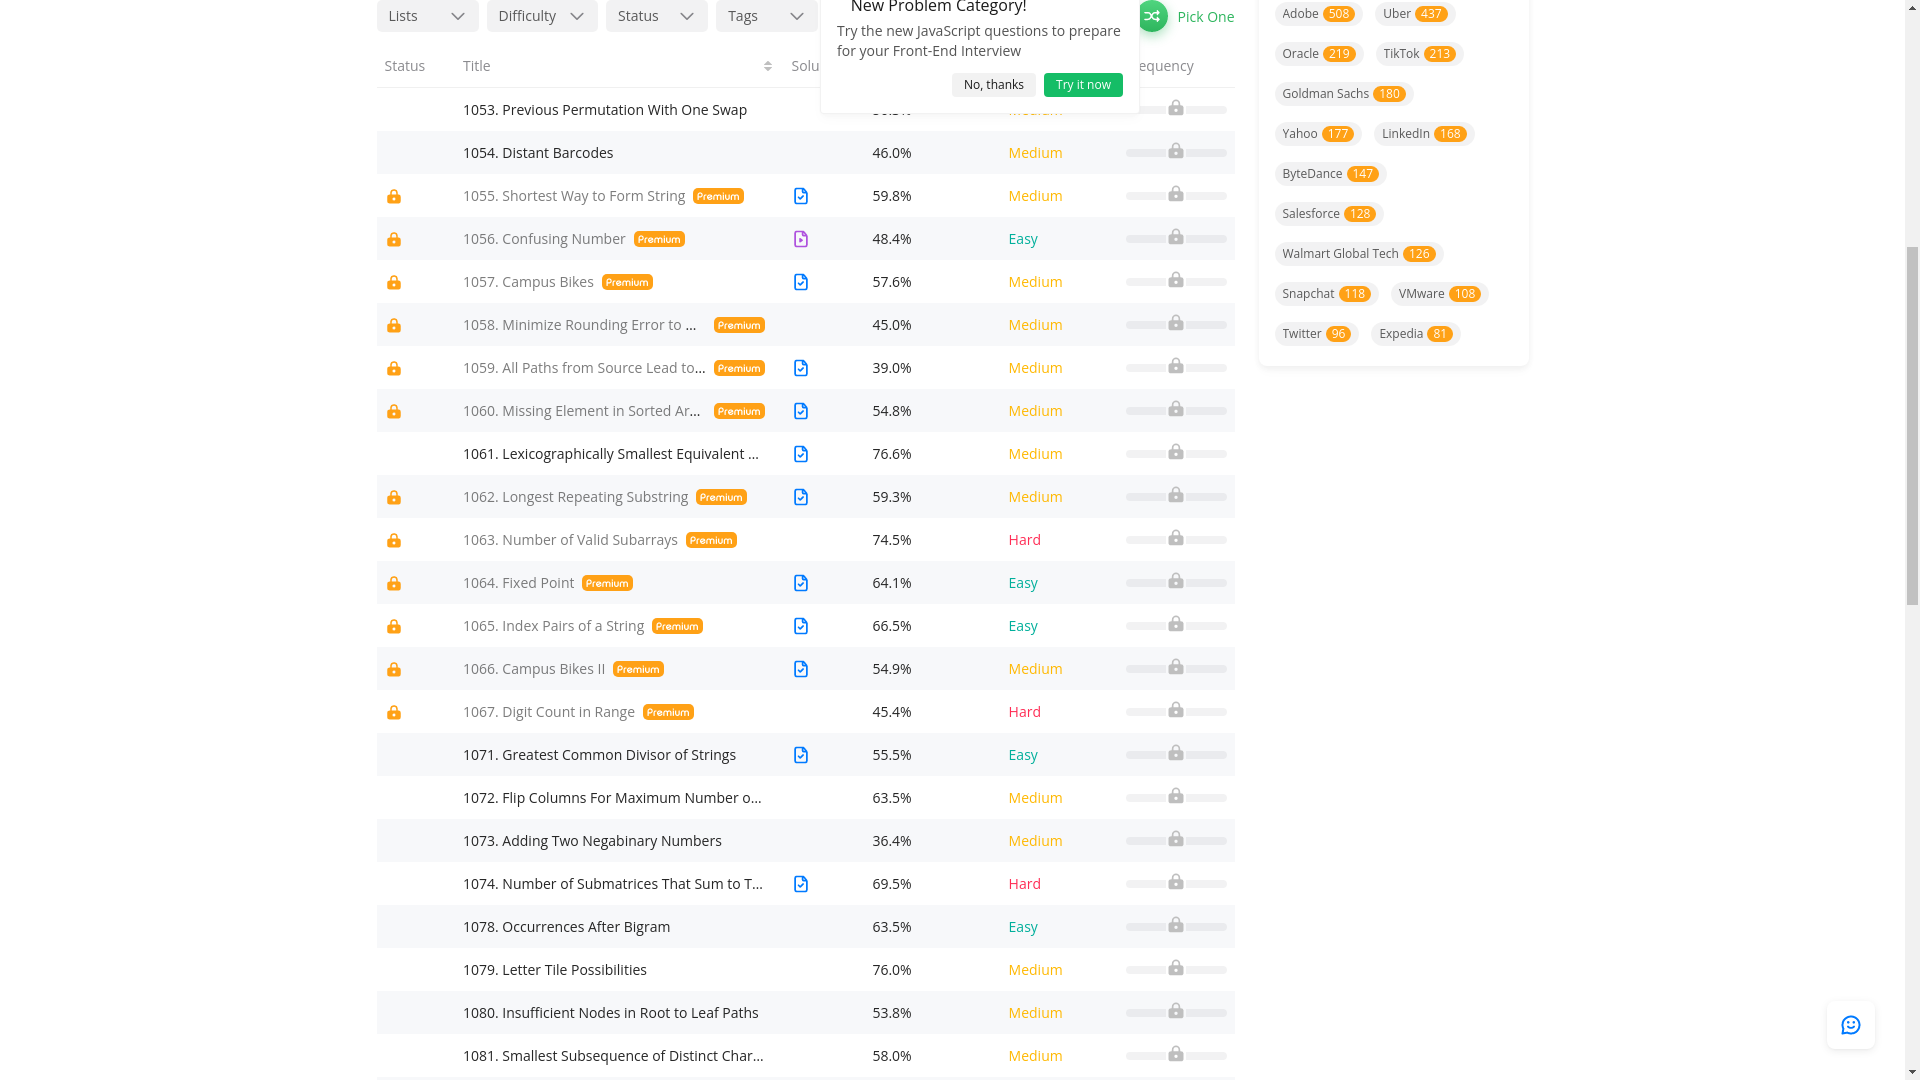 Lists Difficulty Status Tags
New Problem Category!
Try the new JavaScript questions to prepare
for your Front-End Interview
No, thanks Try it now
Pick One
Status Title Solu equency
1053. Previous Permutation With One Swap
1054. Distant Barcodes 46.0% Medium
1055. Shortest Way to Form String Premium 59.8% Medium
1056. Confusing Number Premium 48.4% Easy
1057. Campus Bikes Premium 57.6% Medium
1058. Minimize Rounding Error to ... Premium 45.0% Medium
1059. All Paths from Source Lead to... Premium 39.0% Medium
1060. Missing Element in Sorted Ar... Premium 54.8% Medium
1061. Lexicographically Smallest Equivalent ... 76.6% Medium
1062. Longest Repeating Substring Premium 59.3% Medium
1063. Number of Valid Subarrays Premium 74.5% Hard
1064. Fixed Point Premium 64.1% Easy
1065. Index Pairs of a String Premium 66.5% Easy
1066. Campus Bikes II Premium 54.9% Medium
1067. Digit Count in Range Premium 45.4% Hard
1071. Greatest Common Divisor of Strings 55.5% Easy
1072. Flip Columns For Maximum Number o... 63.5% Medium
1073. Adding Two Negabinary Numbers 36.4% Medium
1074. Number of Submatrices That Sum to T... 69.5% Hard
1078. Occurrences After Bigram 63.5% Easy
1079. Letter Tile Possibilities 76.0% Medium
1080. Insufficient Nodes in Root to Leaf Paths 53.8% Medium
1081. Smallest Subsequence of Distinct Char... 58.0% Medium
Adobe 508 Uber 437
Oracle 219 TikTok 213
Goldman Sachs 180
Yahoo 177 LinkedIn 168
ByteDance 147
Salesforce 128
Walmart Global Tech 126
Snapchat 118 VMware 108
Twitter 96 Expedia 81